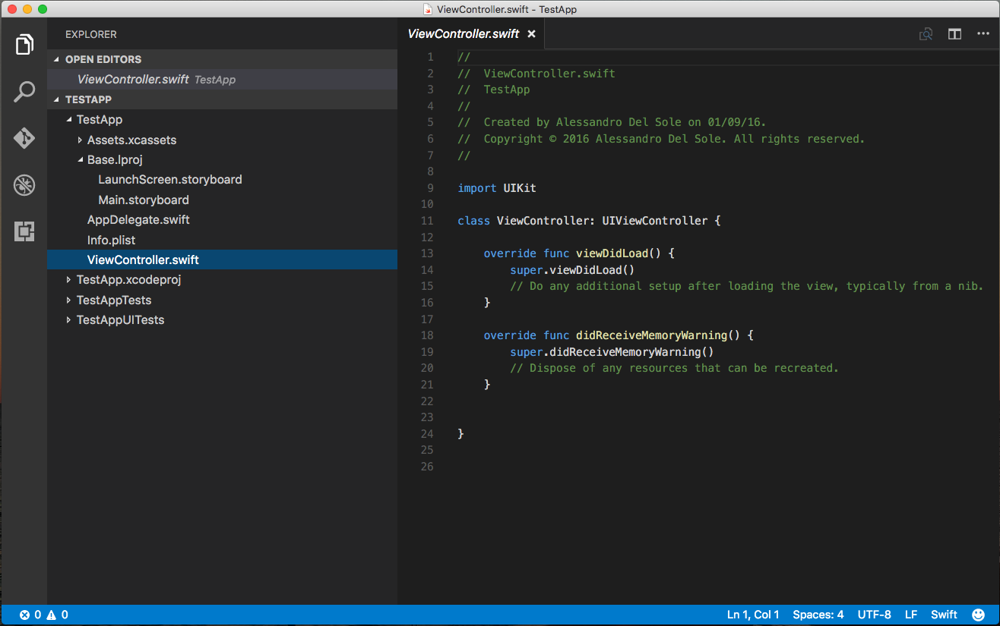 ViewController.swift - TestApp
EXPLORER
OPEN EDITORS
ViewController.swift TestApp
TESTAPP
TestApp
Assets.xcassets
Base.lproj
LaunchScreen.storyboard
Main.storyboard
AppDelegate.swift
Info.plist
ViewController.swift
TestApp.xcodeproj
TestAppTests
TestAppUITests
ViewController.swift ×
1 //
2 //  ViewController.swift
3 //  TestApp
4 //
5 //  Created by Alessandro Del Sole on 01/09/16.
6 //  Copyright © 2016 Alessandro Del Sole. All rights reserved.
7 //
8
9 import UIKit
10
11 class ViewController: UIViewController {
12
13     override func viewDidLoad() {
14         super.viewDidLoad()
15         // Do any additional setup after loading the view, typically from a nib.
16     }
17
18     override func didReceiveMemoryWarning() {
19         super.didReceiveMemoryWarning()
20         // Dispose of any resources that can be recreated.
21     }
22
23
24 }
25
26
0 0 Ln 1, Col 1 Spaces: 4 UTF-8 LF Swift